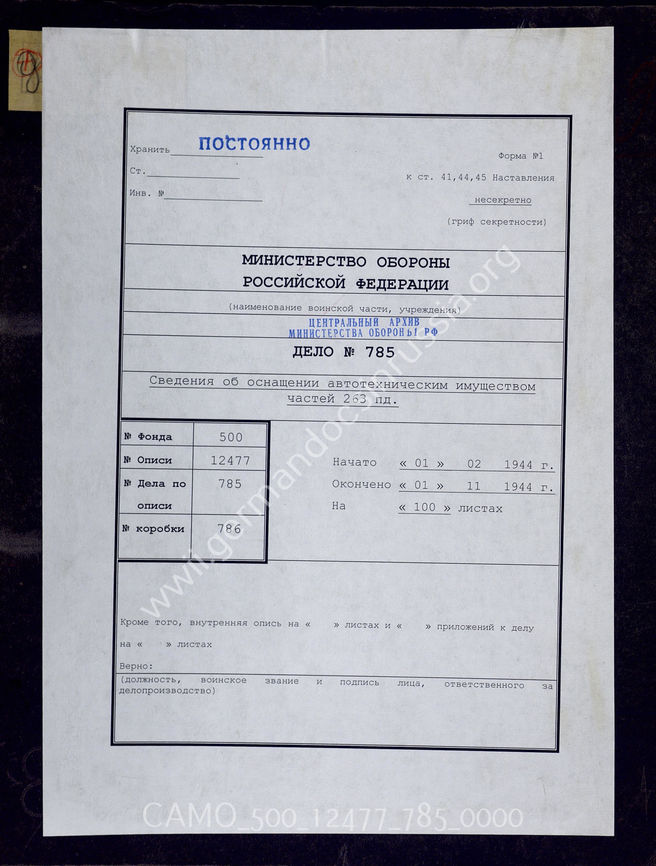 Хранить ПОСТОЯННО
Форма №1
Ст.
к ст. 41,44,45 Наставления
Инв. №
несекретно
(гриф секретности)
МИНИСТЕРСТВО ОБОРОНЫ
РОССИЙСКОЙ ФЕДЕРАЦИИ
(наименование воинской части, учреждения)
ЦЕНТРАЛЬНЫЙ АРХИВ
МИНИСТЕРСТВА ОБОРОНЫ РФ
ДЕЛО № 785
Сведения об оснащении автотехническим имуществом
частей 263 пд.
№ Фонда 500
№ Описи 12477
№ Дела по описи 785
№ коробки 786
Начато « 01 » 02 1944 г.
Окончено « 01 » 11 1944 г.
На « 100 » листах
Кроме того, внутренняя опись на « » листах и « » приложений к делу
на « » листах
Верно:
(должность, воинское звание и подпись лица, ответственного за
делопроизводство)
wwii.germandocsinrussia.org
CAMO_500_12477_785_0000